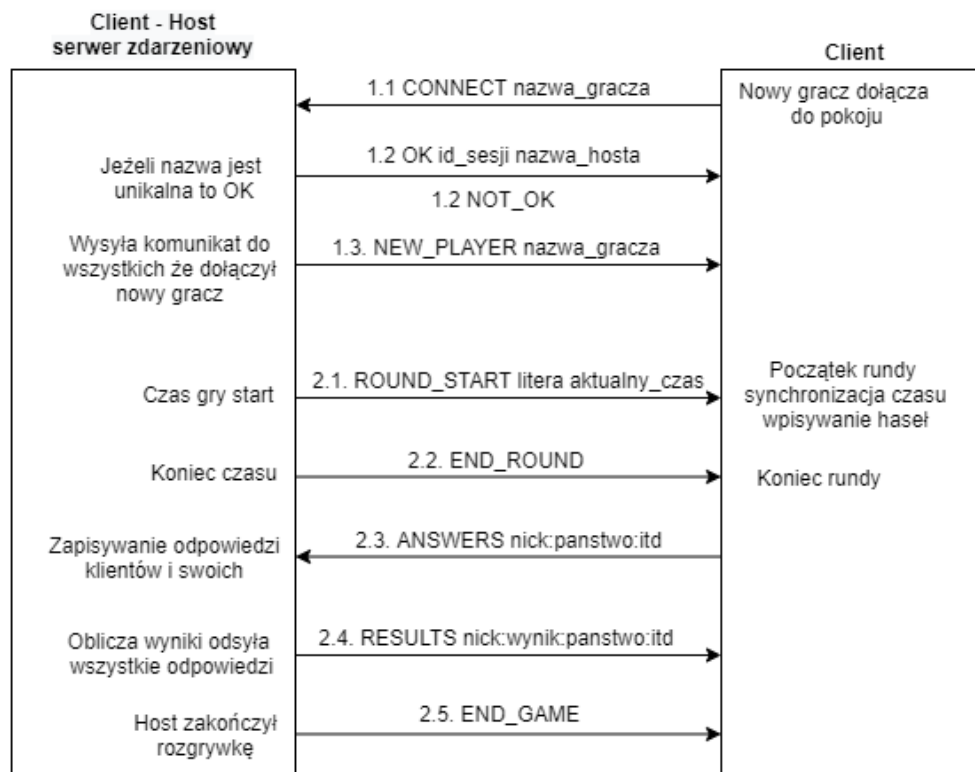 Client - Host
serwer zdarzeniowy
Client
1.1 CONNECT nazwa_gracza
Nowy gracz dołącza
do pokoju
Jeżeli nazwa jest
unikalna to OK
1.2 OK id_sesji nazwa_hosta
1.2 NOT_OK
Wysyła komunikat do
wszystkich że dołączył
nowy gracz
1.3. NEW_PLAYER nazwa_gracza
Czas gry start
2.1. ROUND_START litera aktualny_czas
Początek rundy
synchronizacja czasu
wpisywanie haseł
Koniec czasu
2.2. END_ROUND
Koniec rundy
Zapisywanie odpowiedzi
klientów i swoich
2.3. ANSWERS nick:panstwo:itd
Oblicza wyniki odsyła
wszystkie odpowiedzi
2.4. RESULTS nick:wynik:panstwo:itd
Host zakończył
rozgrywkę
2.5. END_GAME